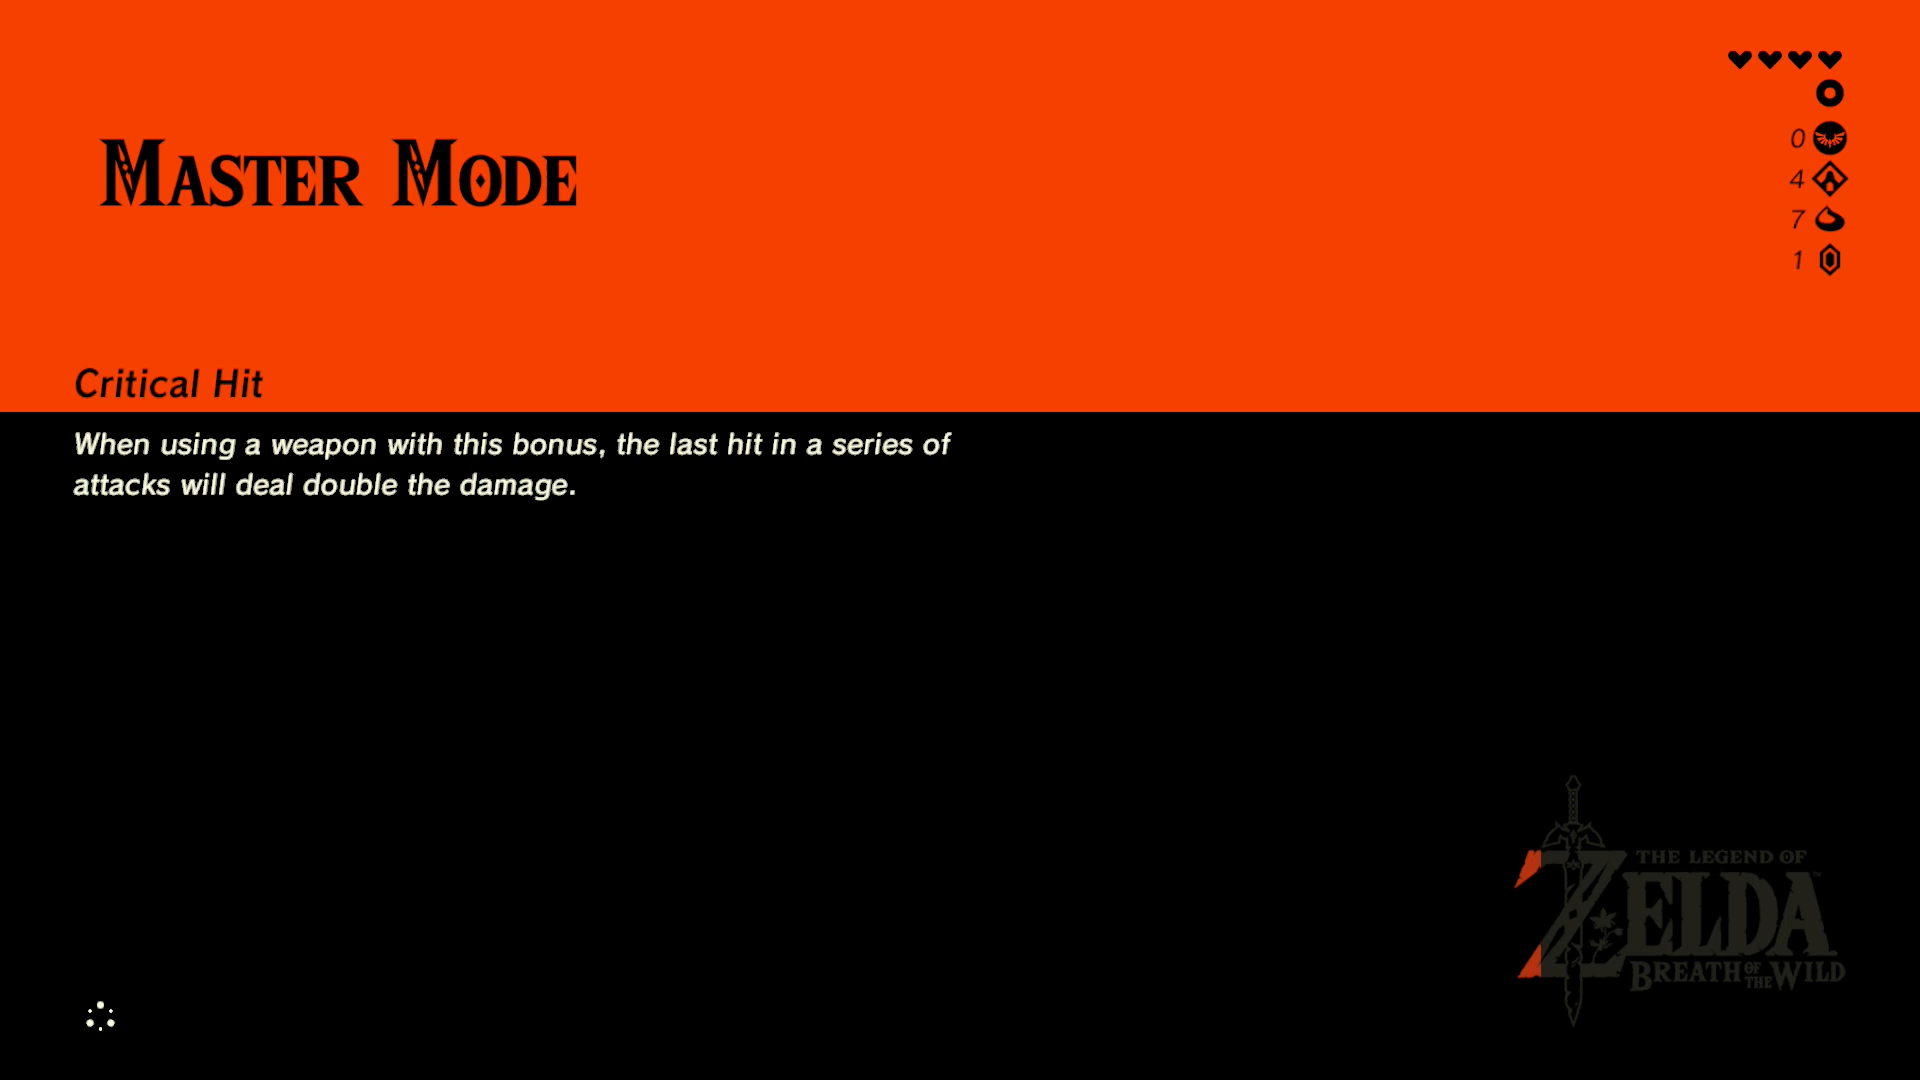 MASTER MODE
0
4
7
1
Critical Hit
When using a weapon with this bonus, the last hit in a series of
attacks will deal double the damage.
THE LEGEND OF
ZELDA
BREATH OF THE WILD